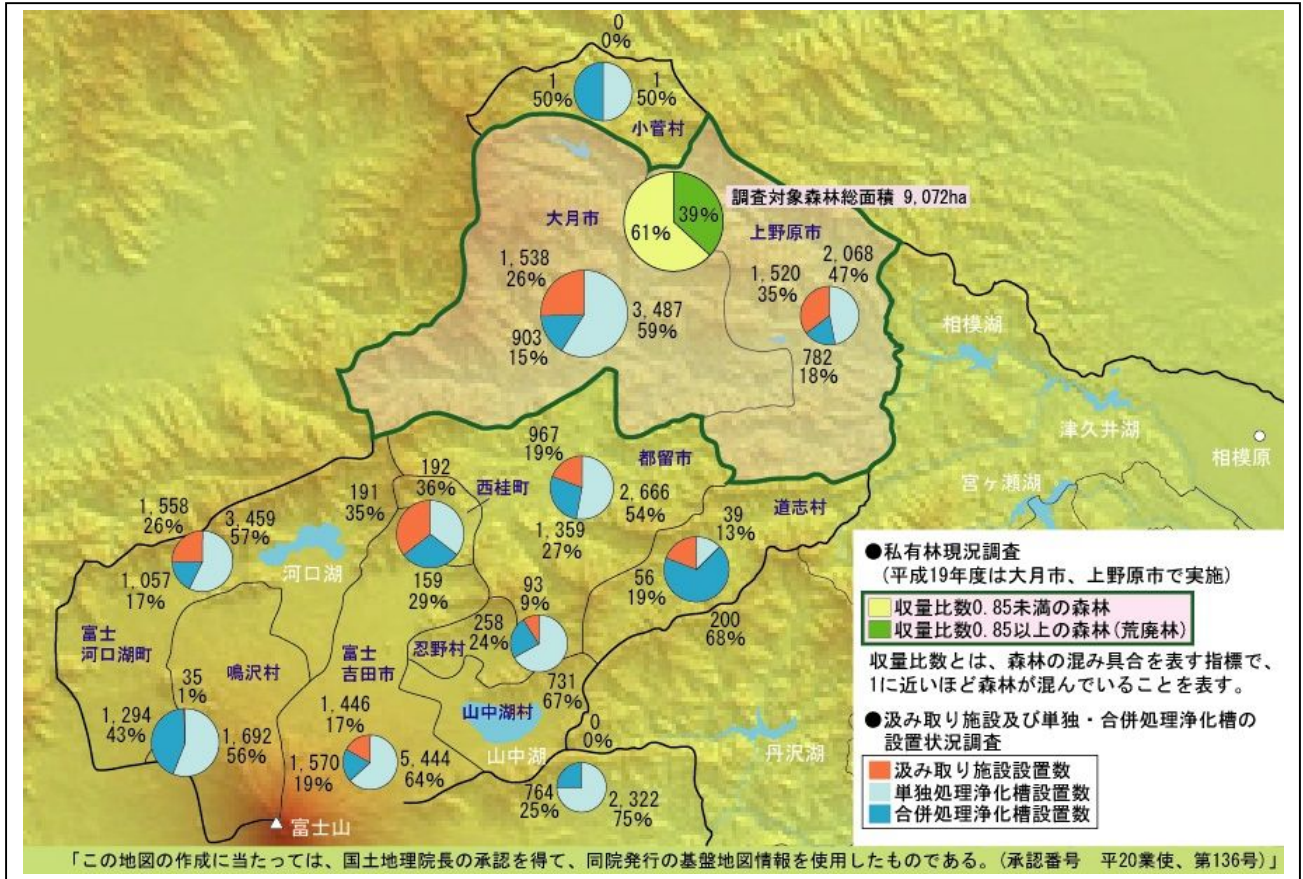 0
0%
1
50%
1
50%
小菅村
調査対象森林総面積 9,072ha
39%
61%
大月市
上野原市
1,538
26%
3,487
59%
903
15%
2,068
47%
1,520
35%
782
18%
相模湖
津久井湖
相模原
宮ヶ瀬湖
967
19%
都留市
2,666
54%
1,359
27%
192
36%
西桂町
191
35%
159
29%
道志村
39
13%
56
19%
200
68%
1,558
26%
3,459
57%
1,057
17%
河口湖
93
9%
258
24%
忍野村
731
67%
富士
河口湖町
鳴沢村
富士
吉田市
35
1%
1,294
43%
1,692
56%
1,446
17%
1,570
19%
5,444
64%
山中湖村
山中湖
0
0%
764
25%
2,322
75%
丹沢湖
富士山
●私有林現況調査
(平成19年度は大月市、上野原市で実施)
収量比数0.85未満の森林
収量比数0.85以上の森林(荒廃林)
収量比数とは、森林の混み具合を表す指標で、
1に近いほど森林が混んでいることを表す。
●汲み取り施設及び単独・合併処理浄化槽の
設置状況調査
汲み取り施設設置数
単独処理浄化槽設置数
合併処理浄化槽設置数
「この地図の作成に当たっては、国土地理院長の承認を得て、同院発行の基盤地図情報を使用したものである。(承認番号 平20業使、第136号)」